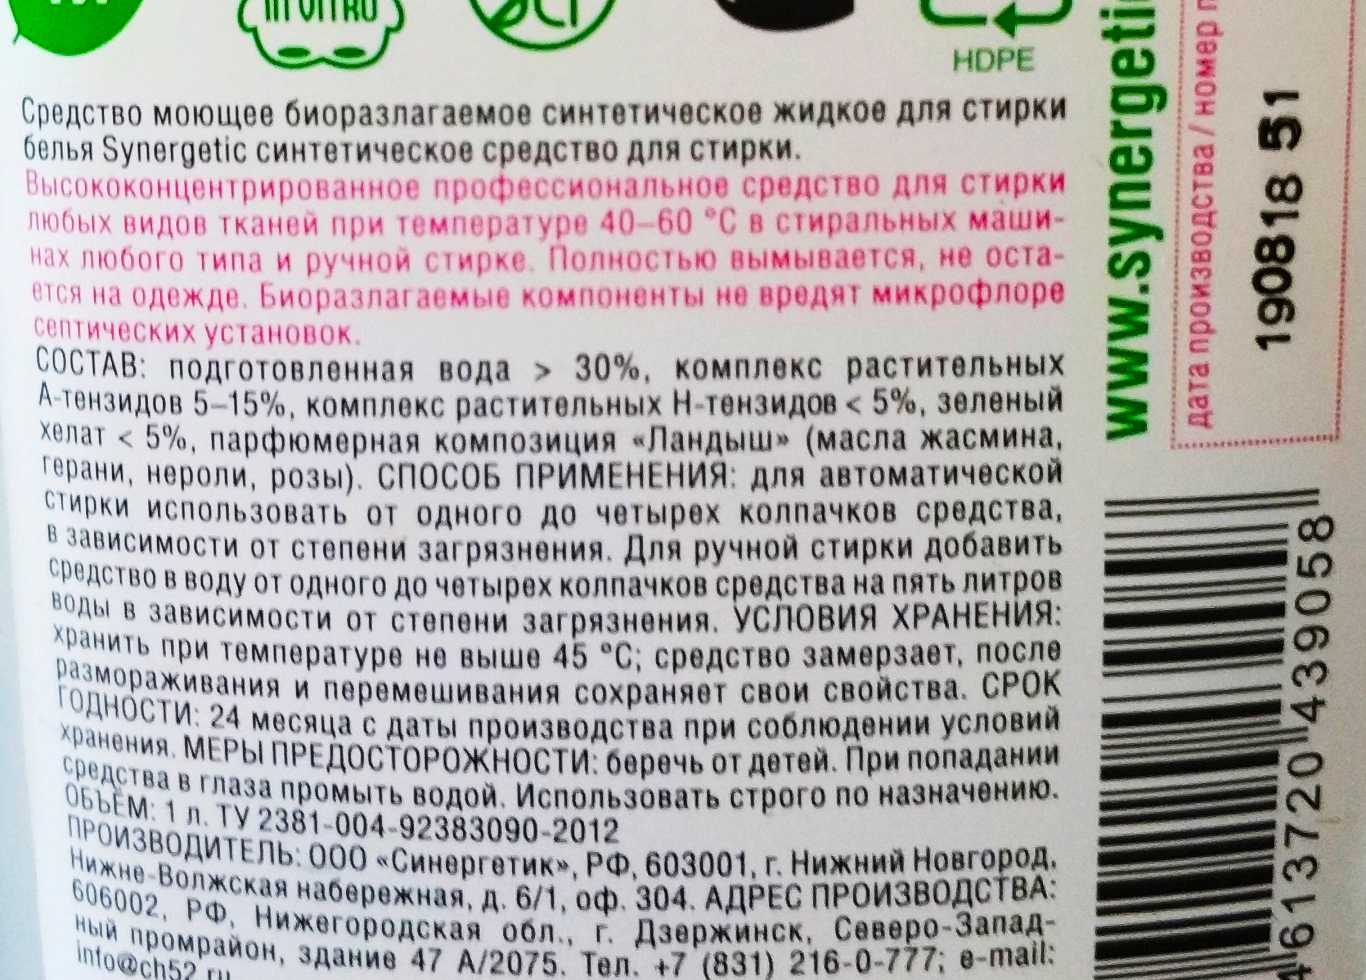 IN VITRO
HDPE
Средство моющее биоразлагаемое синтетическое жидкое для стирки
белья Synergetic синтетическое средство для стирки.
Высококонцентрированное профессиональное средство для стирки
любых видов тканей при температуре 40–60 °С в стиральных маши-
нах любого типа и ручной стирке. Полностью вымывается, не оста-
ется на одежде. Биоразлагаемые компоненты не вредят микрофлоре
септических установок.
СОСТАВ: подготовленная вода > 30%, комплекс растительных
А-тензидов 5–15%, комплекс растительных Н-тензидов < 5%, зеленый
хелат < 5%, парфюмерная композиция «Ландыш» (масла жасмина,
герани, нероли, розы). СПОСОБ ПРИМЕНЕНИЯ: для автоматической
стирки использовать от одного до четырех колпачков средства,
в зависимости от степени загрязнения. Для ручной стирки добавить
средство в воду от одного до четырех колпачков средства на пять литров
воды в зависимости от степени загрязнения. УСЛОВИЯ ХРАНЕНИЯ:
хранить при температуре не выше 45 °С; средство замерзает, после
размораживания и перемешивания сохраняет свои свойства. СРОК
ГОДНОСТИ: 24 месяца с даты производства при соблюдении условий
хранения. МЕРЫ ПРЕДОСТОРОЖНОСТИ: беречь от детей. При попадании
средства в глаза промыть водой. Использовать строго по назначению.
ОБЪЁМ: 1 л. ТУ 2381-004-92383090-2012
ПРОИЗВОДИТЕЛЬ: ООО «Синергетик», РФ, 603001, г. Нижний Новгород,
Нижне-Волжская набережная, д. 6/1, оф. 304. АДРЕС ПРОИЗВОДСТВА:
606002, РФ, Нижегородская обл., г. Дзержинск, Северо-Запад-
ный промрайон, здание 47 А/2075. Тел. +7 (831) 216-0-777; e-mail:
info@ch52.ru
www.synergeti
дата производства / номер п
190818 51
613720 439058